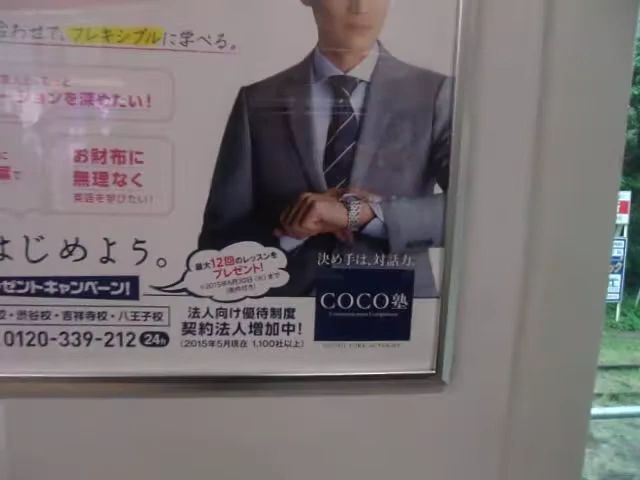 合わせて、フレキシブルに学べる。
ションを深めたい!
お財布に
無理なく
英語を学びたい!
はじめよう。
最大12回のレッスンを
プレゼント!
※2015年6月30日(火)まで
(条件付き)
ゼントキャンペーン!
校・渋谷校・吉祥寺校・八王子校
0120-339-212 24h
法人向け優待制度
契約法人増加中!
(2015年5月現在 1,100社以上)
決め手は、対話力。
COCO塾